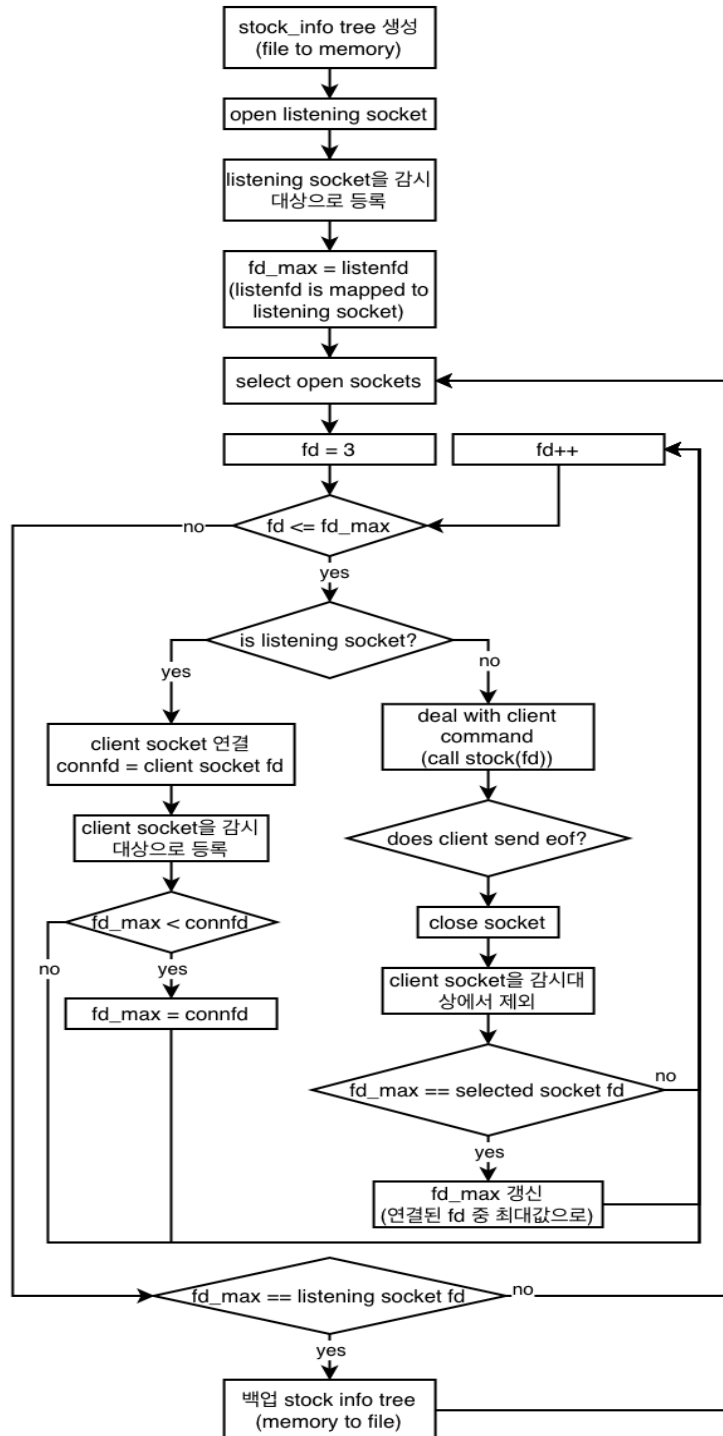 stock_info tree 생성
(file to memory)
open listening socket
listening socket을 감시
대상으로 등록
fd_max = listenfd
(listenfd is mapped to
listening socket)
select open sockets
fd = 3
fd++
fd <= fd_max
no
yes
is listening socket?
yes
no
client socket 연결
connfd = client socket fd
client socket을 감시
대상으로 등록
fd_max < connfd
no
yes
fd_max = connfd
deal with client
command
(call stock(fd))
does client send eof?
close socket
client socket을 감시대
상에서 제외
fd_max == selected socket fd
no
yes
fd_max 갱신
(연결된 fd 중 최대값으로)
fd_max == listening socket fd
no
yes
백업 stock info tree
(memory to file)